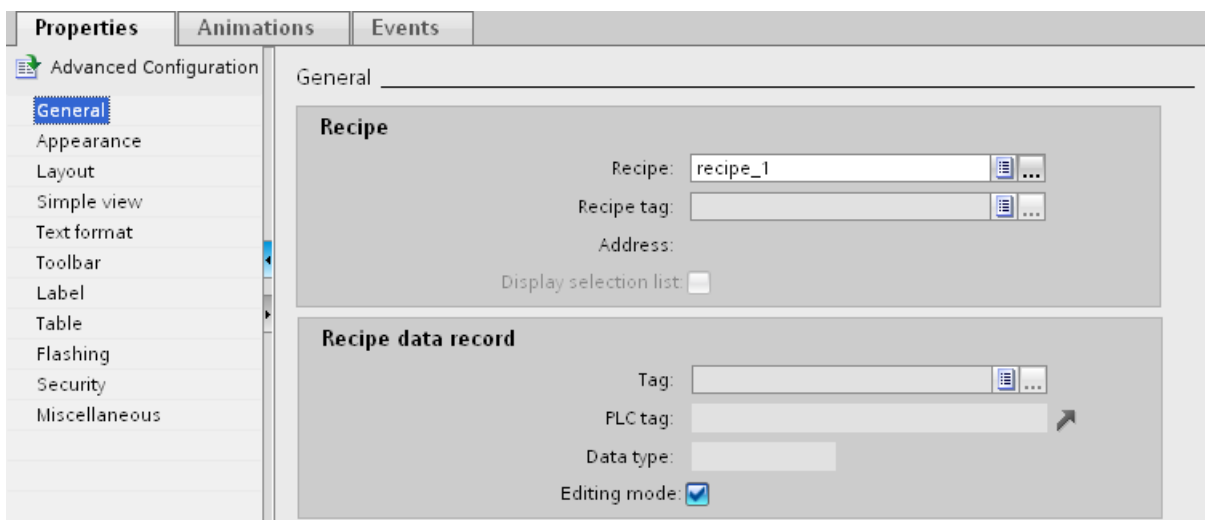 Properties Animations Events
Advanced Configuration
General
Appearance
Layout
Simple view
Text format
Toolbar
Label
Table
Flashing
Security
Miscellaneous
General
Recipe
Recipe: recipe_1 ...
Recipe tag: ...
Address:
Display selection list:
Recipe data record
Tag: ...
PLC tag:
Data type:
Editing mode: